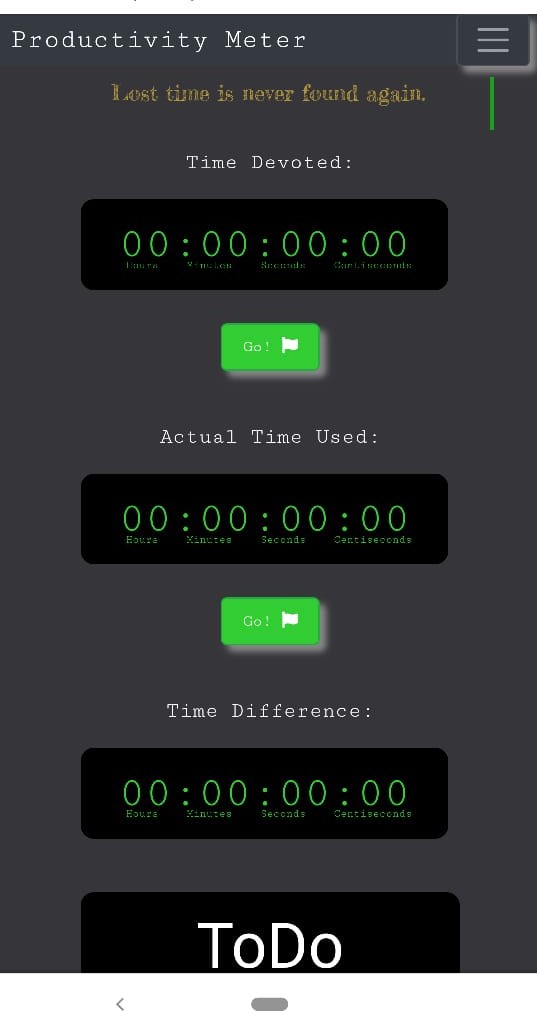 Productivity Meter
Lost time is never found again.
Time Devoted:
00:00:00:00
Hours Minutes Seconds Centiseconds
Go!
Actual Time Used:
00:00:00:00
Hours Minutes Seconds Centiseconds
Go!
Time Difference:
00:00:00:00
Hours Minutes Seconds Centiseconds
ToDo